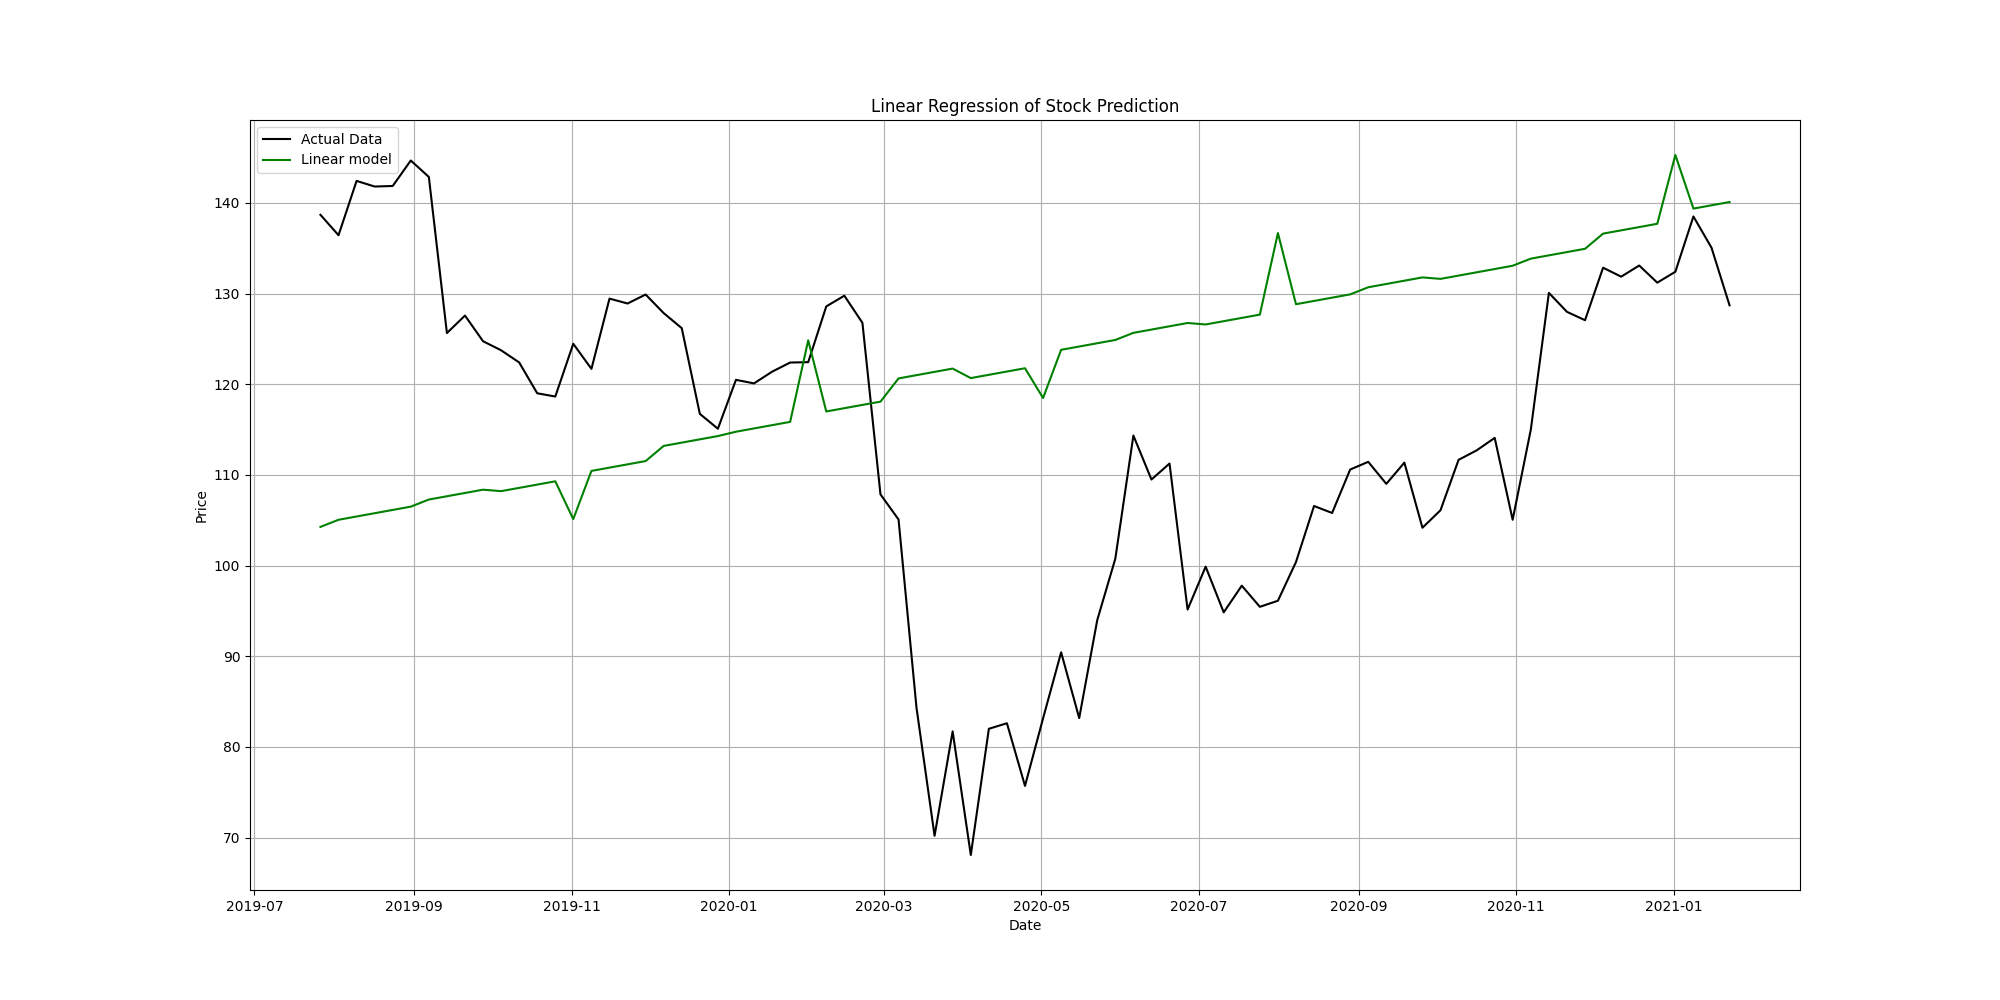 Linear Regression of Stock Prediction
Actual Data
Linear model
Price
140
130
120
110
100
90
80
70
2019-07 2019-09 2019-11 2020-01 2020-03 2020-05 2020-07 2020-09 2020-11 2021-01
Date